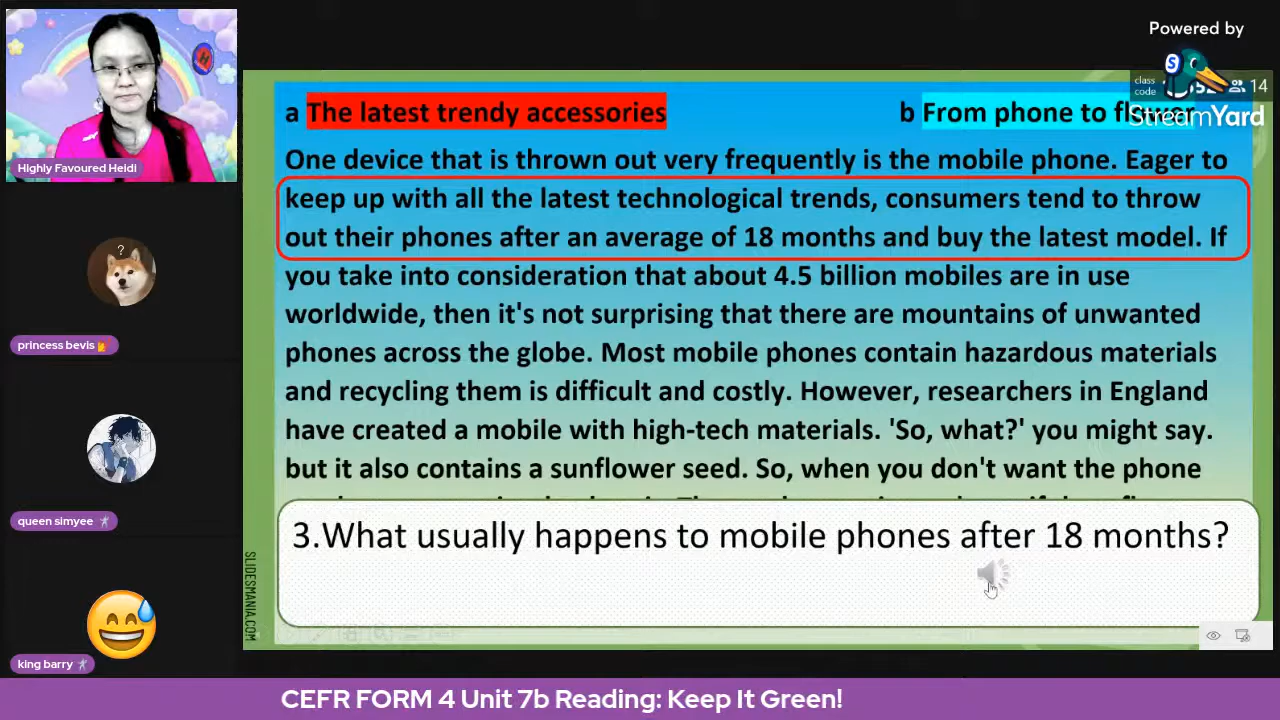 Powered by
StreamYard
class
code
14
Highly Favoured Heidi
princess bevis
queen simyee
king barry
a The latest trendy accessories
b From phone to flower
One device that is thrown out very frequently is the mobile phone. Eager to
keep up with all the latest technological trends, consumers tend to throw
out their phones after an average of 18 months and buy the latest model. If
you take into consideration that about 4.5 billion mobiles are in use
worldwide, then it's not surprising that there are mountains of unwanted
phones across the globe. Most mobile phones contain hazardous materials
and recycling them is difficult and costly. However, researchers in England
have created a mobile with high-tech materials. 'So, what?' you might say.
but it also contains a sunflower seed. So, when you don't want the phone
3.What usually happens to mobile phones after 18 months?
SLIDESMANIA.COM
CEFR FORM 4 Unit 7b Reading: Keep It Green!